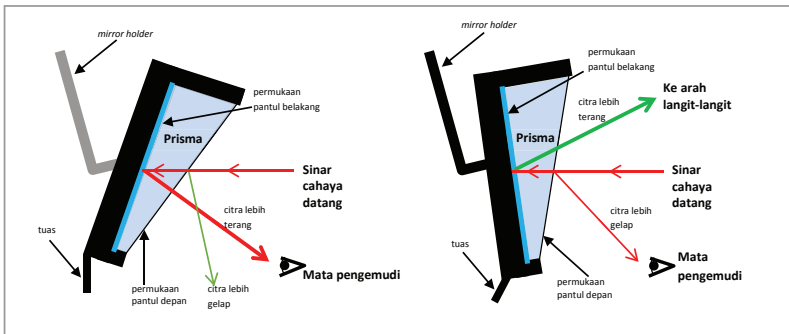 mirror holder
permukaan
pantul belakang
Prisma
Sinar
cahaya
datang
citra lebih
terang
tuas
Mata pengemudi
permukaan
pantul depan
citra lebih
gelap
mirror holder
permukaan
pantul belakang
Ke arah
langit-langit
citra lebih
terang
Prisma
Sinar
cahaya
datang
citra lebih
gelap
tuas
Mata
pengemudi
permukaan
pantul depan